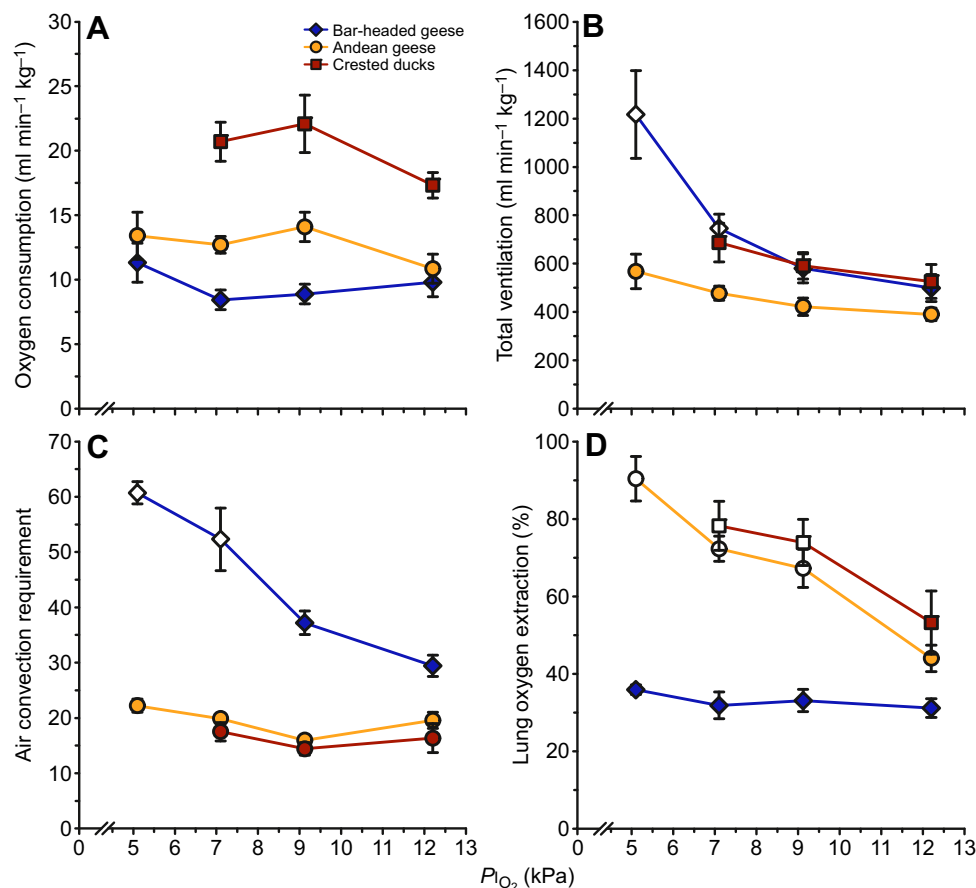 A
Bar-headed geese
Andean geese
Crested ducks
Oxygen consumption (ml min⁻¹ kg⁻¹)
30
25
20
15
10
5
0
B
Total ventilation (ml min⁻¹ kg⁻¹)
1600
1400
1200
1000
800
600
400
200
0
C
Air convection requirement
70
60
50
40
30
20
10
0
0 5 6 7 8 9 10 11 12 13
D
Lung oxygen extraction (%)
100
80
60
40
20
0
0 5 6 7 8 9 10 11 12 13
PIO₂ (kPa)